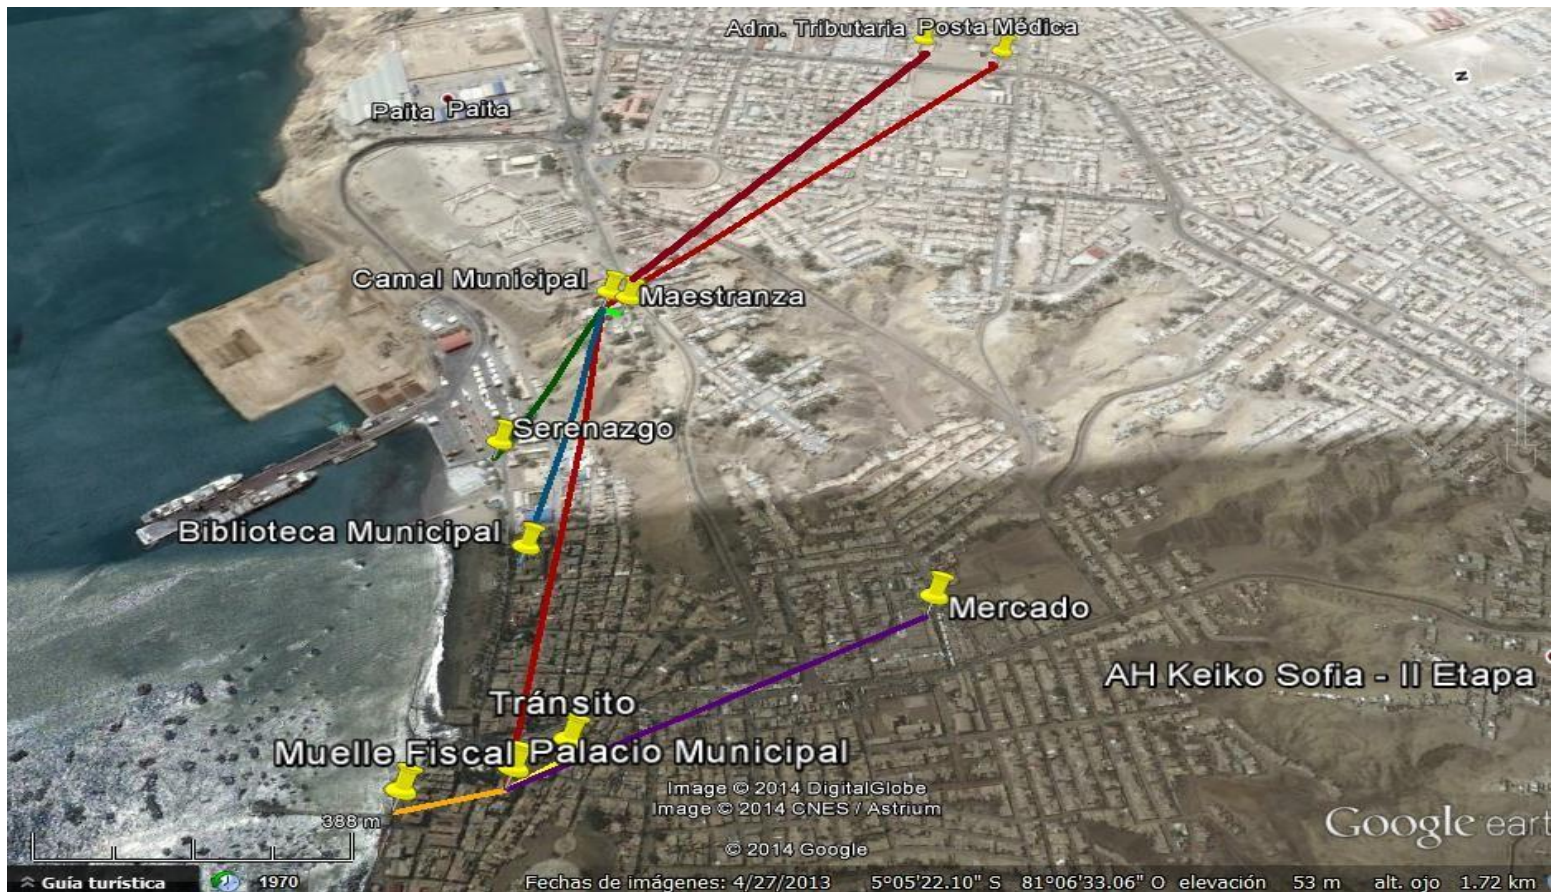 Adm. Tributaria Posta Médica
N
Paita Paita
Camal Municipal
Maestranza
Serenazgo
Biblioteca Municipal
Mercado
AH Keiko Sofia - II Etapa
Tránsito
Muelle Fiscal Palacio Municipal
Image © 2014 DigitalGlobe
Image © 2014 CNES / Astrium
388 m
Google eart
© 2014 Google
Guía turística 1970 Fechas de imágenes: 4/27/2013 5°05'22.10" S 81°06'33.06" O elevación 53 m alt. ojo 1.72 km